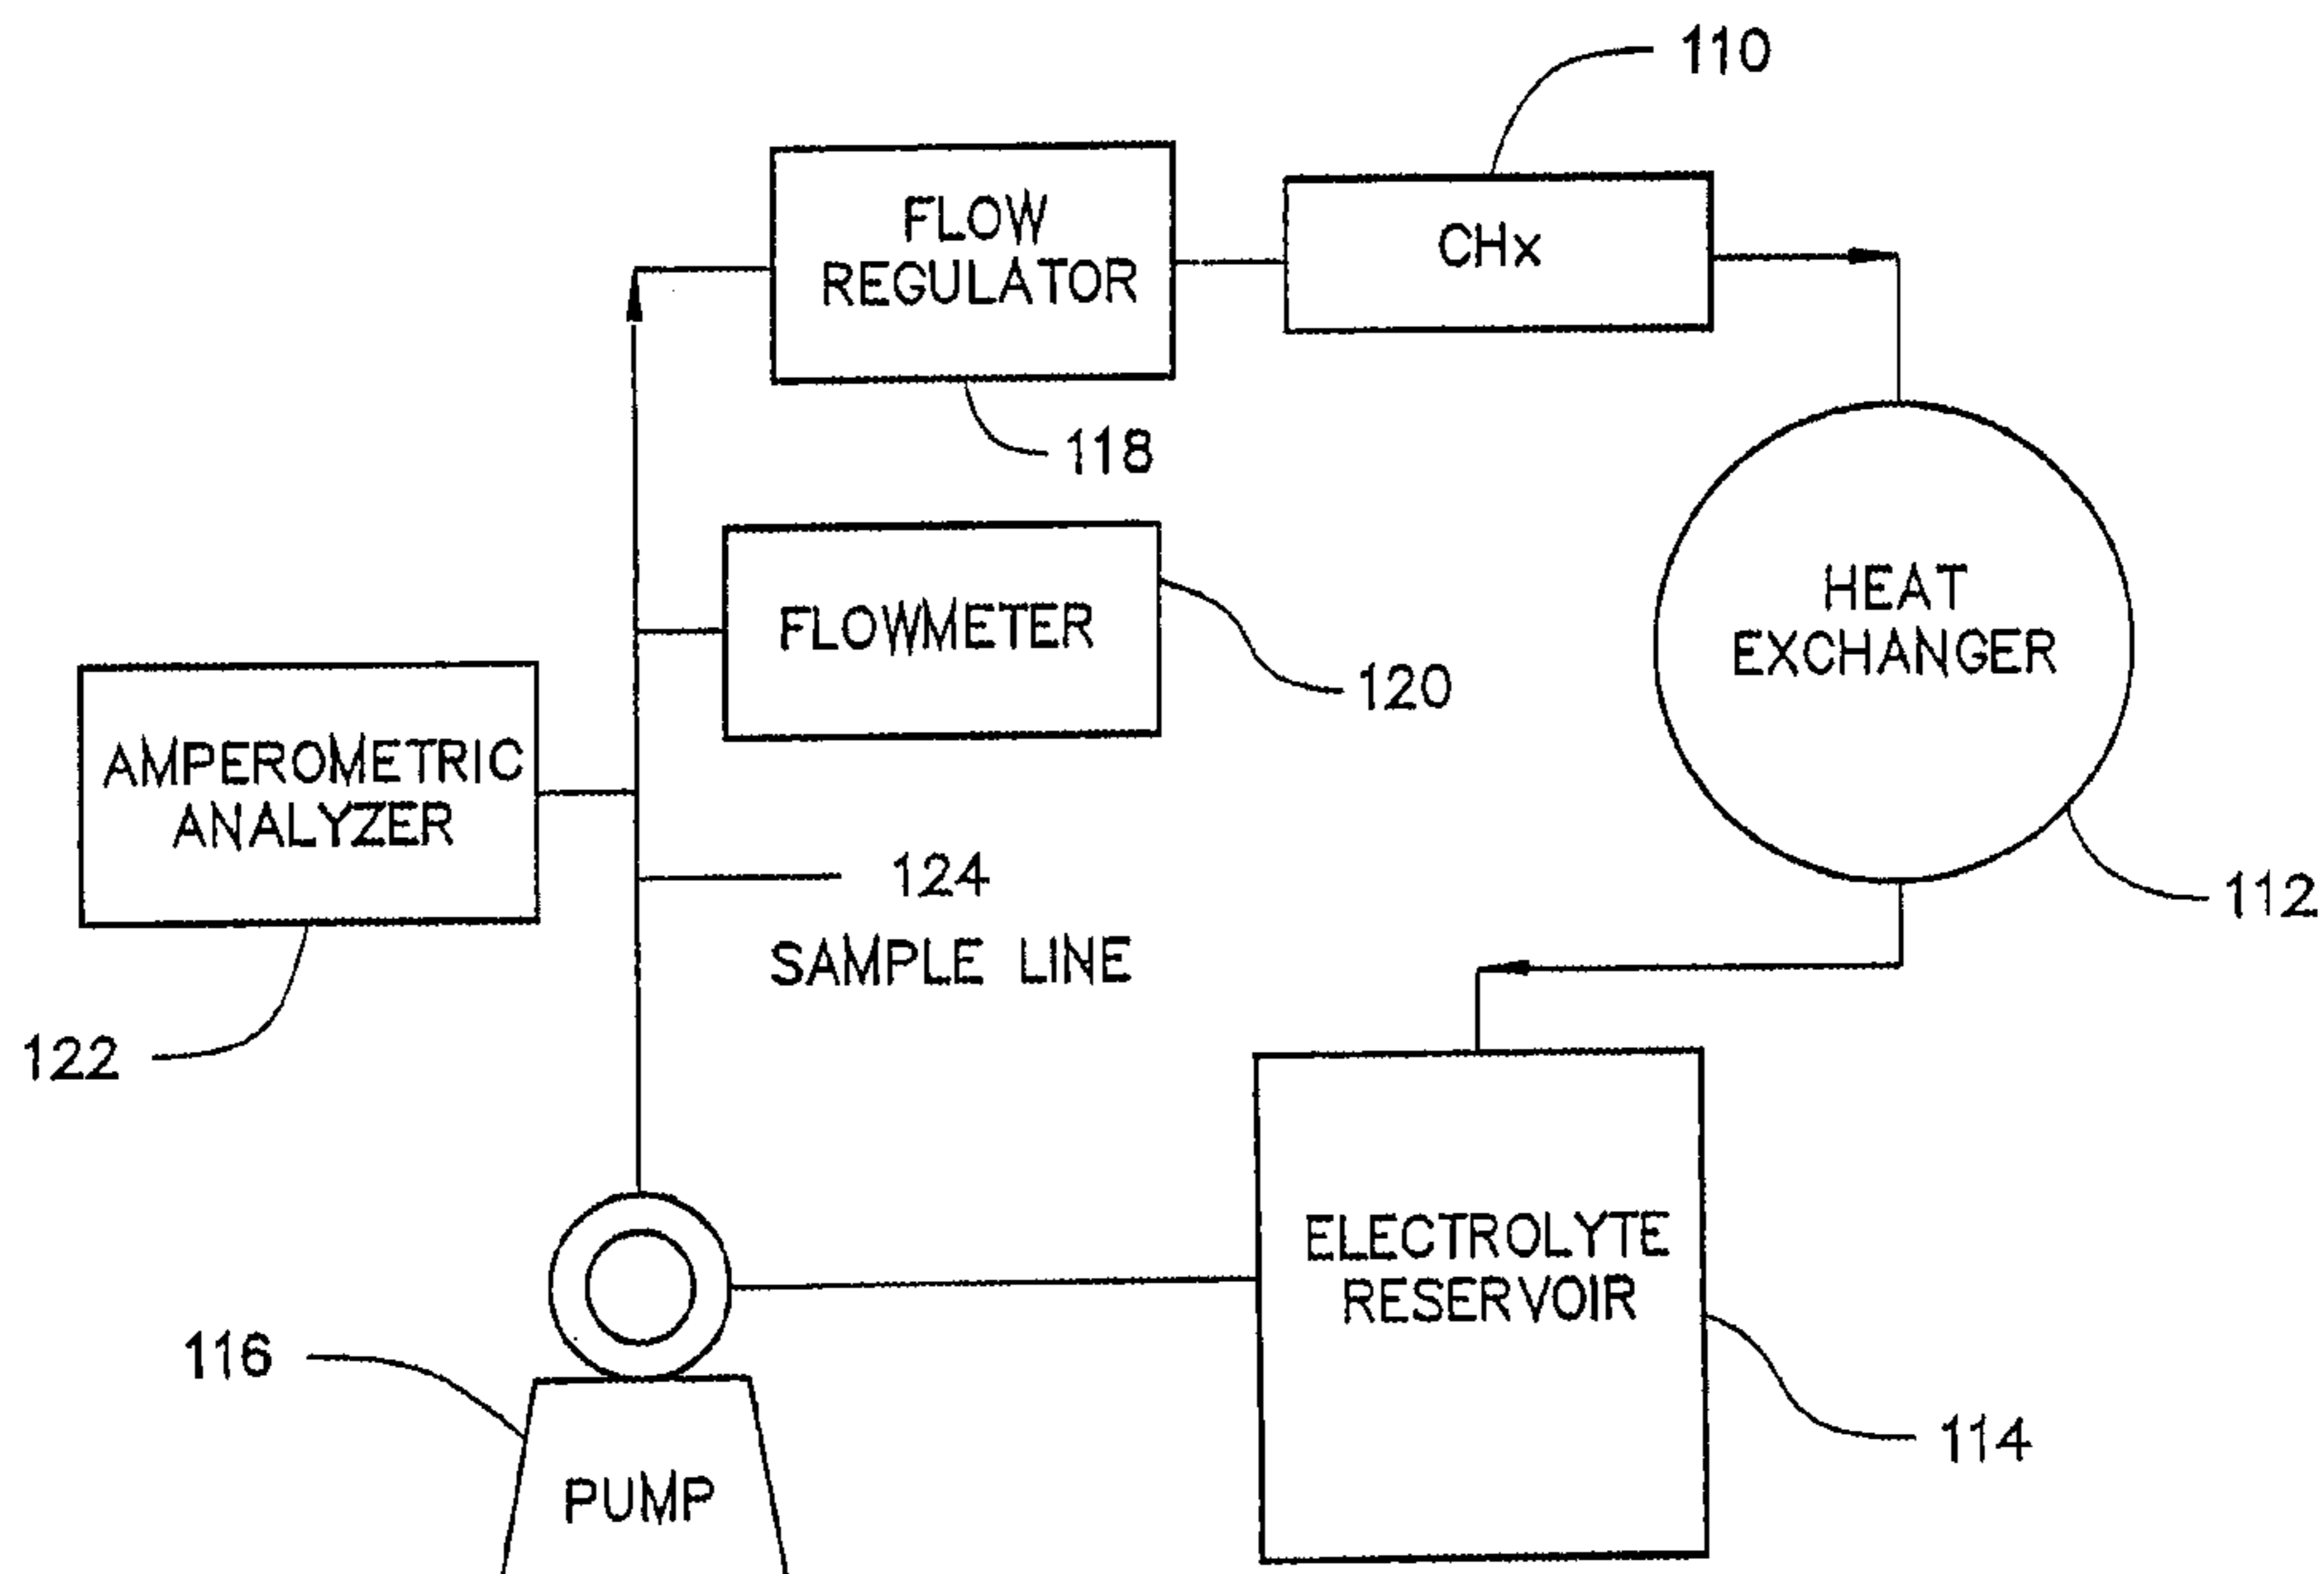 110
FLOW
REGULATOR
CHx
118
HEAT
EXCHANGER
FLOWMETER
120
AMPEROMETRIC
ANALYZER
124
SAMPLE LINE
112
122
ELECTROLYTE
RESERVOIR
116
114
PUMP